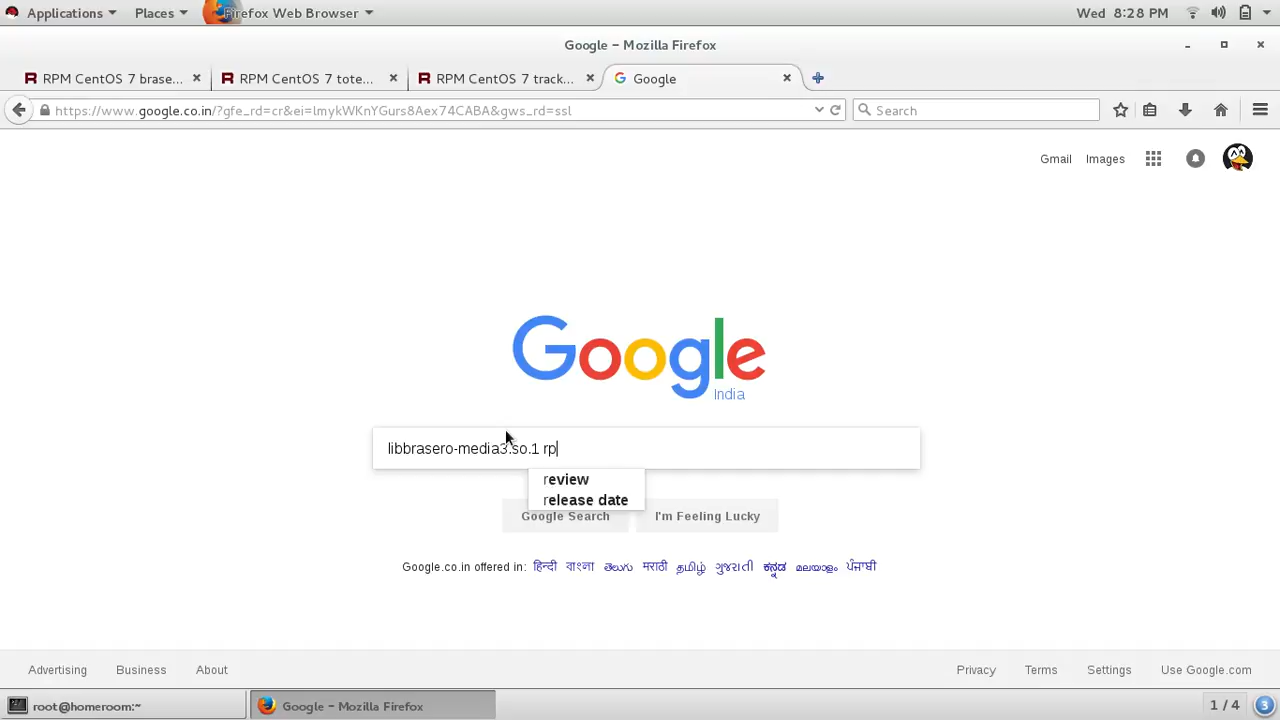 Applications Places Firefox Web Browser Wed 8:28 PM
Google - Mozilla Firefox
RPM CentOS 7 brase... RPM CentOS 7 tote... RPM CentOS 7 track... Google
https://www.google.co.in/?gfe_rd=cr&ei=lmykWKnYGurs8Aex74CABA&gws_rd=ssl Search
Gmail Images
Google
India
libbrasero-media3.so.1 rp
review
release date
Google Search I'm Feeling Lucky
Google.co.in offered in: हिन्दी বাংলা తెలుగు मराठी தமிழ் ગુજરાતી ಕನ್ನಡ മലയാളം ਪੰਜਾਬੀ
Advertising Business About Privacy Terms Settings Use Google.com
root@homeroom:~ Google - Mozilla Firefox 1 / 4 3